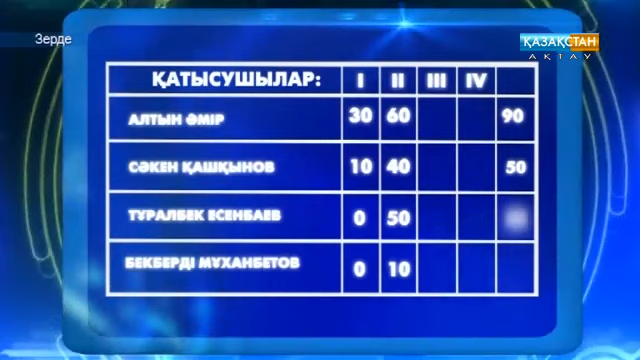 Зерде
ҚАЗАҚСТАН
АҚТАУ
ҚАТЫСУШЫЛАР: I II III IV
АЛТЫН ӘМІР 30 60 90
СӘКЕН ҚАШҚЫНОВ 10 40 50
ТҰРАЛБЕК ЕСЕНБАЕВ 0 50
БЕКБЕРДІ МҰХАНБЕТОВ 0 10